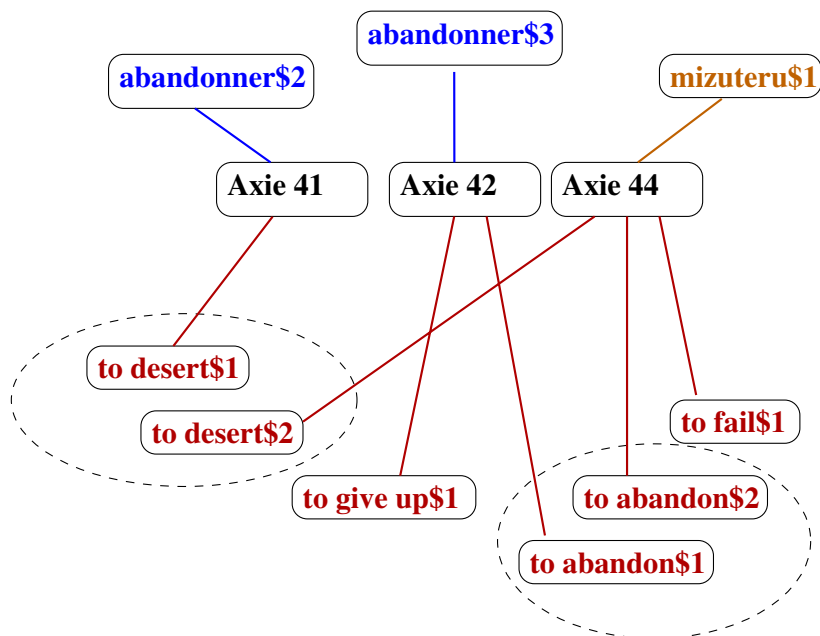 abandonner$2
abandonner$3
mizuteru$1
Axie 41
Axie 42
Axie 44
to desert$1
to desert$2
to fail$1
to give up$1
to abandon$2
to abandon$1